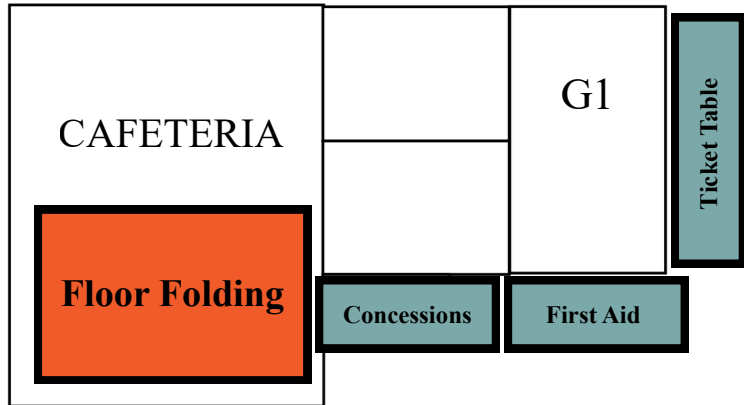 G1
CAFETERIA
Ticket Table
Floor Folding
Concessions
First Aid